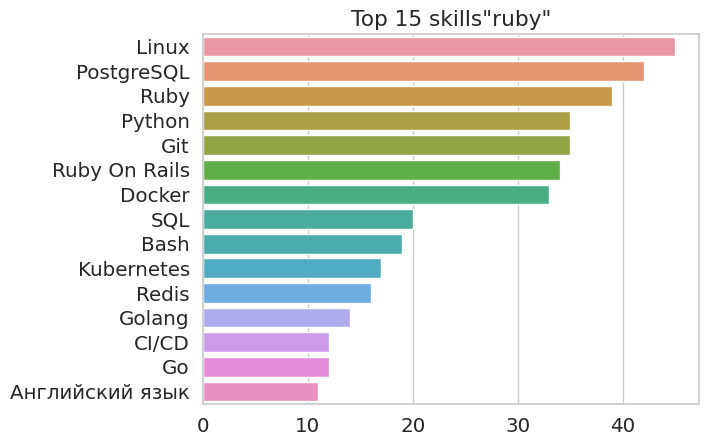 Top 15 skills"ruby"
Linux
PostgreSQL
Ruby
Python
Git
Ruby On Rails
Docker
SQL
Bash
Kubernetes
Redis
Golang
CI/CD
Go
Английский язык
0 10 20 30 40